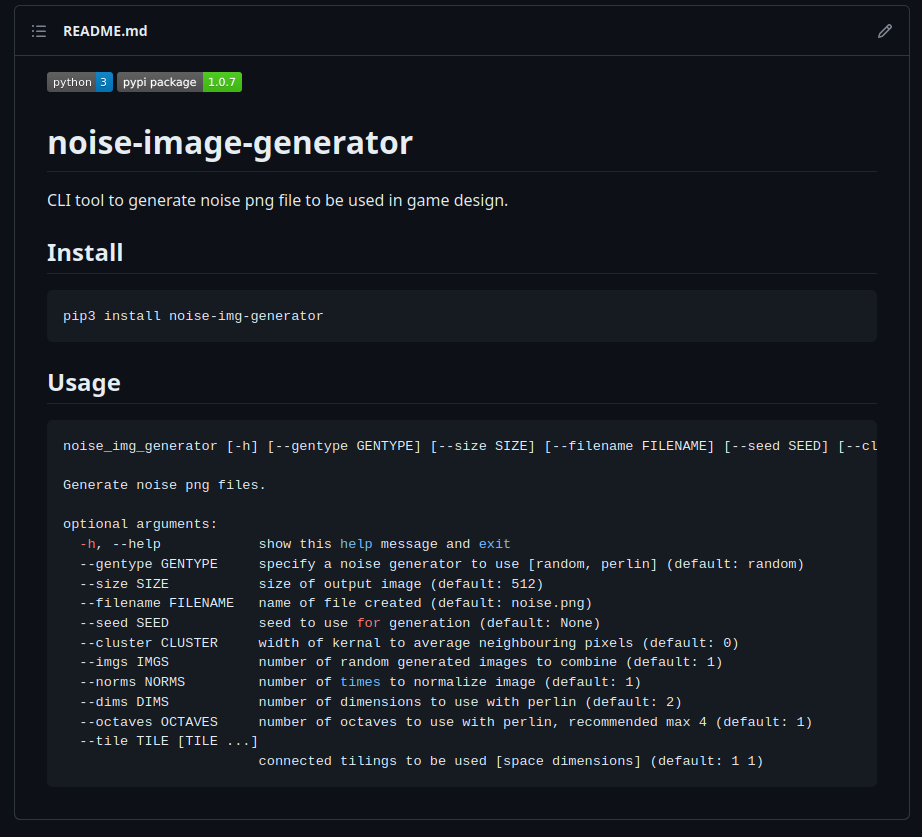 README.md
python 3 pypi package 1.0.7
noise-image-generator
CLI tool to generate noise png file to be used in game design.
Install
pip3 install noise-img-generator
Usage
noise_img_generator [-h] [--gentype GENTYPE] [--size SIZE] [--filename FILENAME] [--seed SEED] [--cl
Generate noise png files.
optional arguments:
-h, --help show this help message and exit
--gentype GENTYPE specify a noise generator to use [random, perlin] (default: random)
--size SIZE size of output image (default: 512)
--filename FILENAME name of file created (default: noise.png)
--seed SEED seed to use for generation (default: None)
--cluster CLUSTER width of kernal to average neighbouring pixels (default: 0)
--imgs IMGS number of random generated images to combine (default: 1)
--norms NORMS number of times to normalize image (default: 1)
--dims DIMS number of dimensions to use with perlin (default: 2)
--octaves OCTAVES number of octaves to use with perlin, recommended max 4 (default: 1)
--tile TILE [TILE ...]
connected tilings to be used [space dimensions] (default: 1 1)